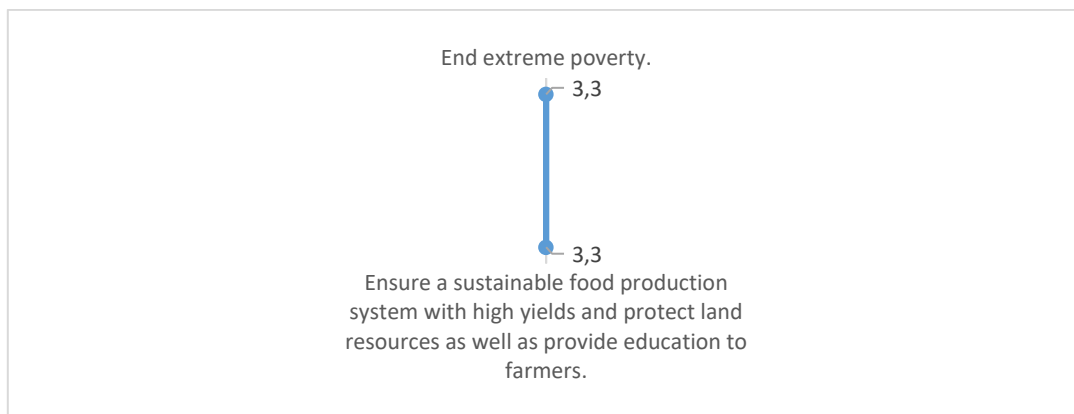 End extreme poverty.
3,3
3,3
Ensure a sustainable food production
system with high yields and protect land
resources as well as provide education to
farmers.